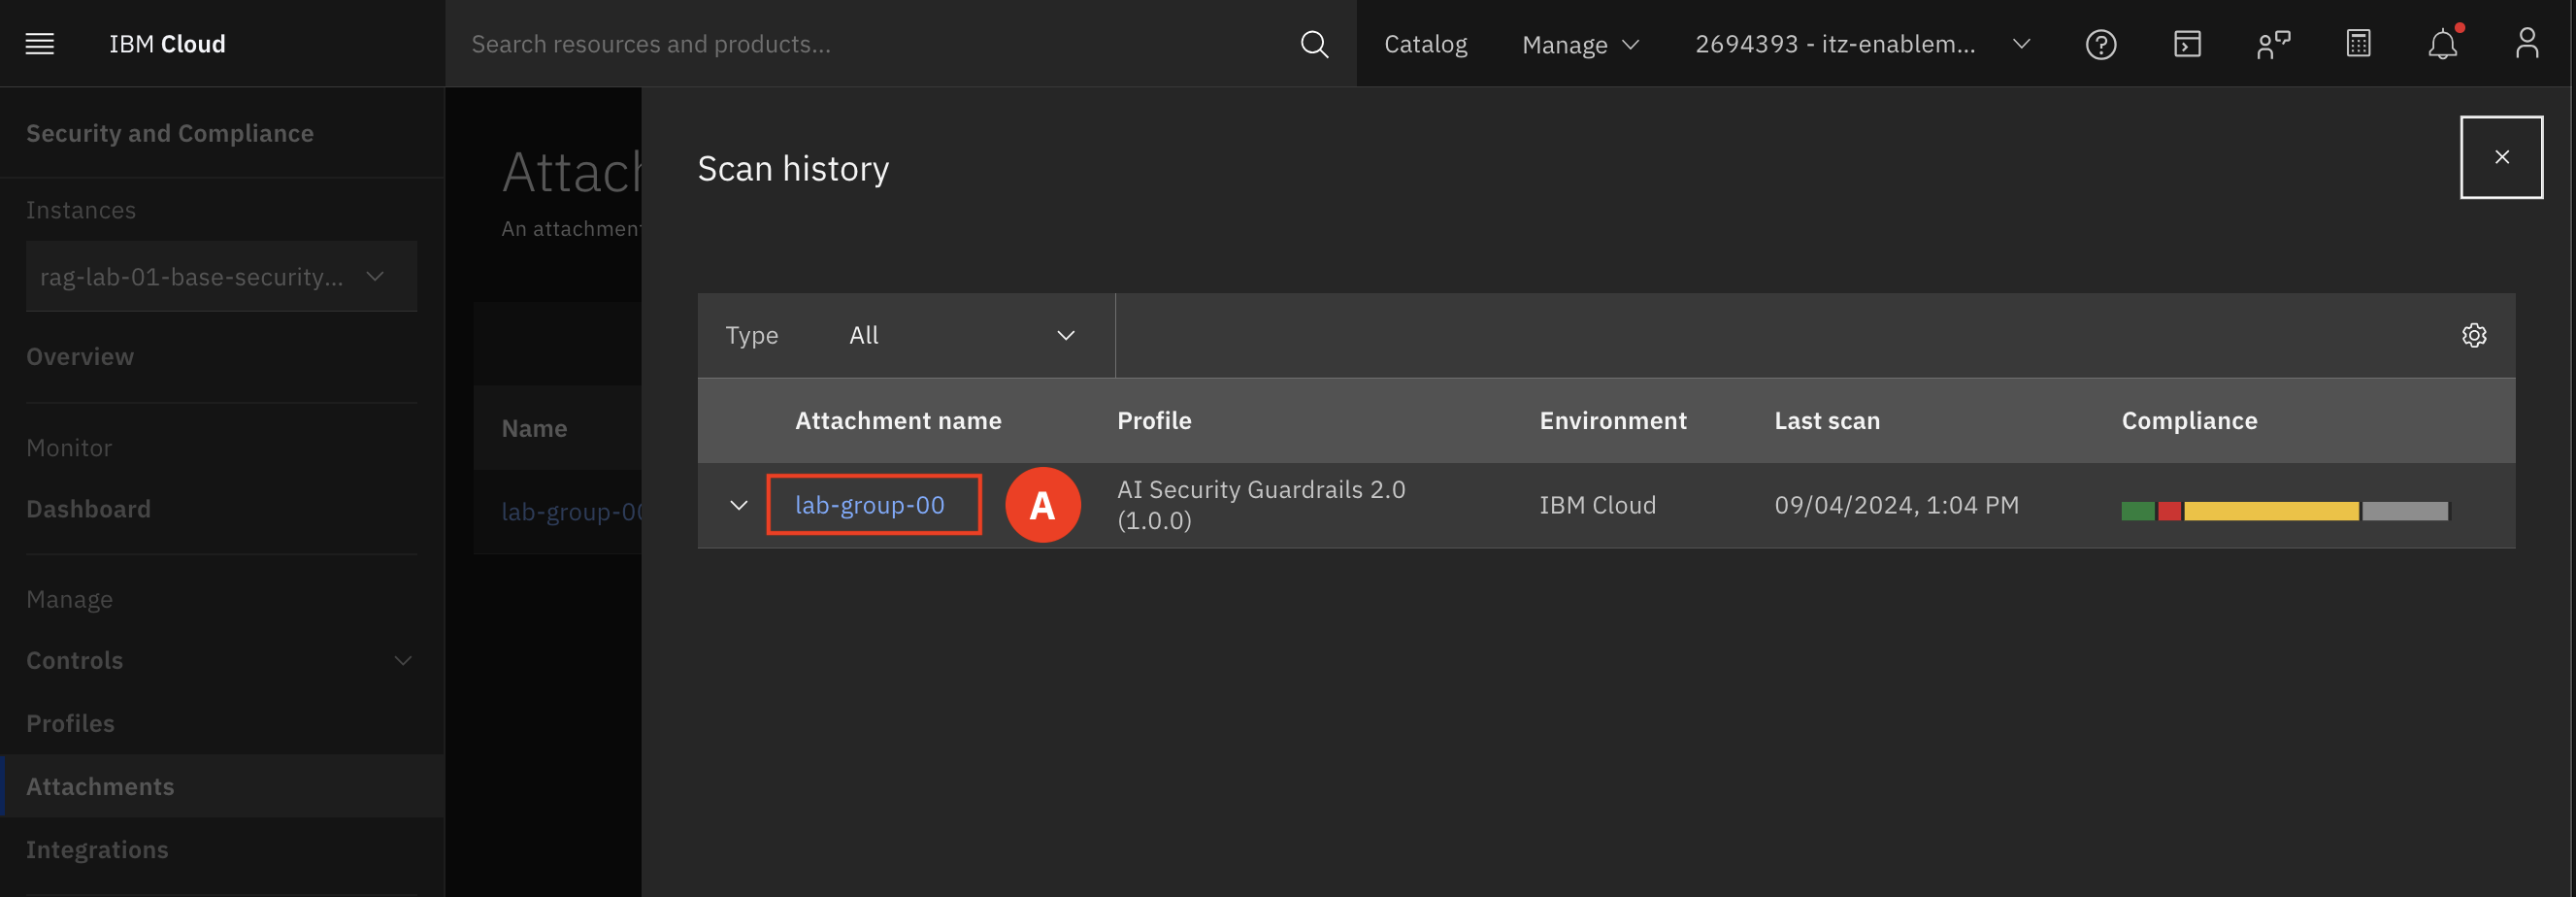 IBM Cloud
Search resources and products...
Catalog
Manage
2694393 - itz-enablem...
Security and Compliance
Instances
rag-lab-01-base-security...
Overview
Monitor
Dashboard
Manage
Controls
Profiles
Attachments
Integrations
Attach
An attachment
Name
lab-group-00
Scan history
Type All
Attachment name Profile Environment Last scan Compliance
lab-group-00 A AI Security Guardrails 2.0 IBM Cloud 09/04/2024, 1:04 PM
(1.0.0)